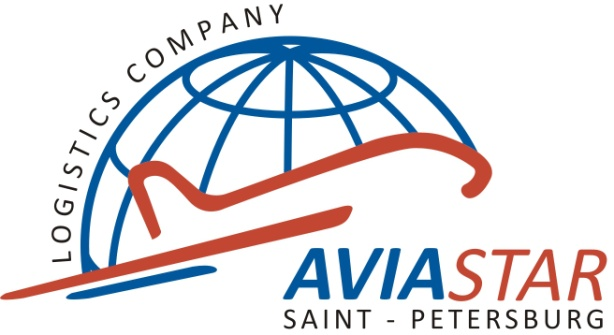 LOGISTICS COMPANY
AVIASTAR
SAINT - PETERSBURG